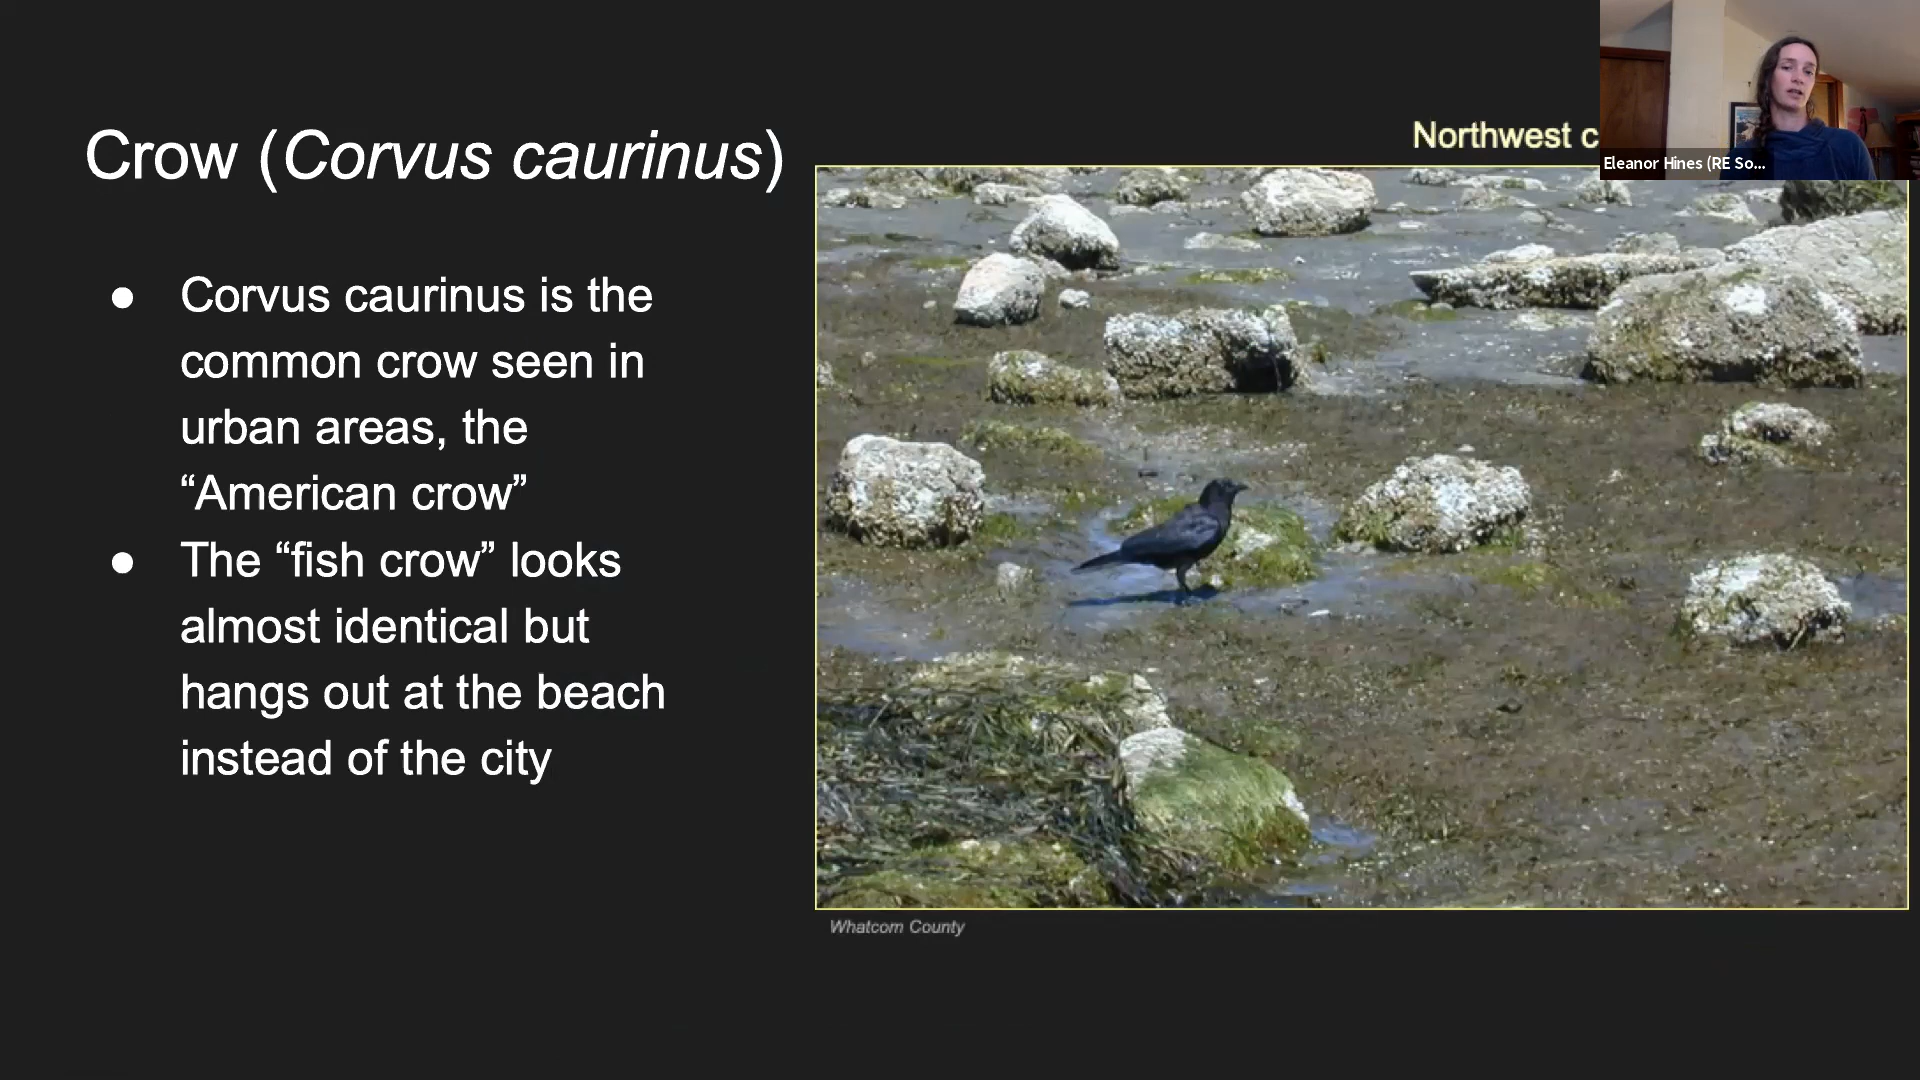 Crow (Corvus caurinus)
● Corvus caurinus is the
common crow seen in
urban areas, the
“American crow”
● The “fish crow” looks
almost identical but
hangs out at the beach
instead of the city
Northwest c
Eleanor Hines (RE So...
Whatcom County